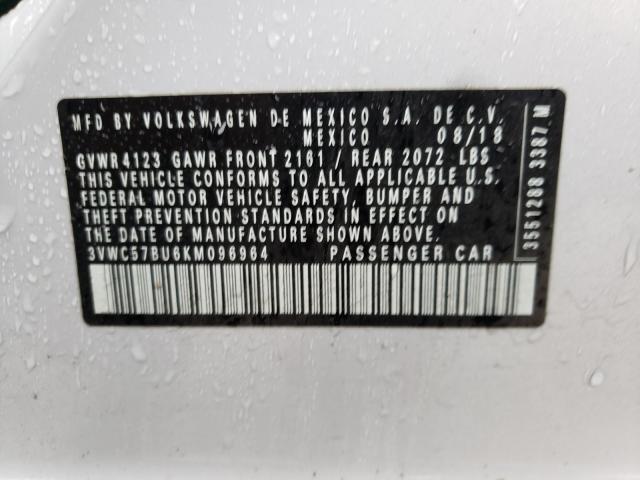 MFD BY VOLKSWAGEN DE MEXICO S.A. DE C.V.
MEXICO 08/18
GVWR 4123 GAWR FRONT 2161 / REAR 2072 LBS
THIS VEHICLE CONFORMS TO ALL APPLICABLE U.S.
FEDERAL MOTOR VEHICLE SAFETY, BUMPER AND
THEFT PREVENTION STANDARDS IN EFFECT ON
THE DATE OF MANUFACTURE SHOWN ABOVE.
3VWC57BU6KM096964 PASSENGER CAR
3551288 3387 M